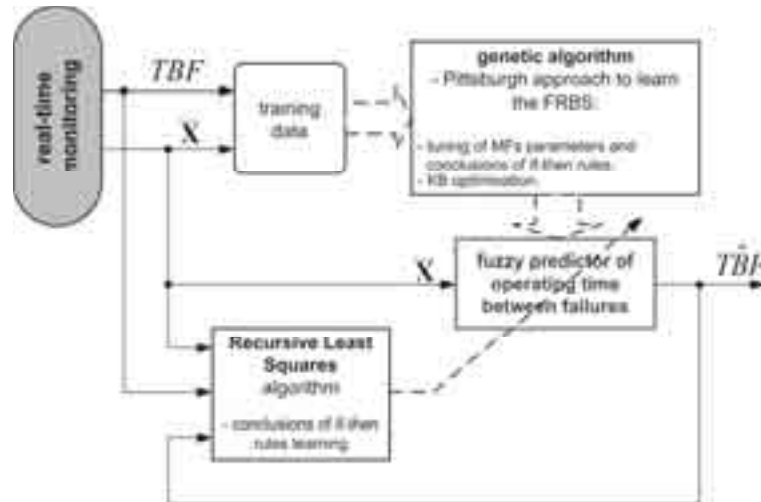 real-time
monitoring
TBF
X
training
data
genetic algorithm
- Pittsburgh approach to learn
the FRBS:
- tuning of MFs parameters and
conclusions of if-then rules.
- KB optimisation.
X
fuzzy predictor of
operating time
between failures
TB̂F
Recursive Least
Squares
algorithm
- conclusions of if-then
rules learning